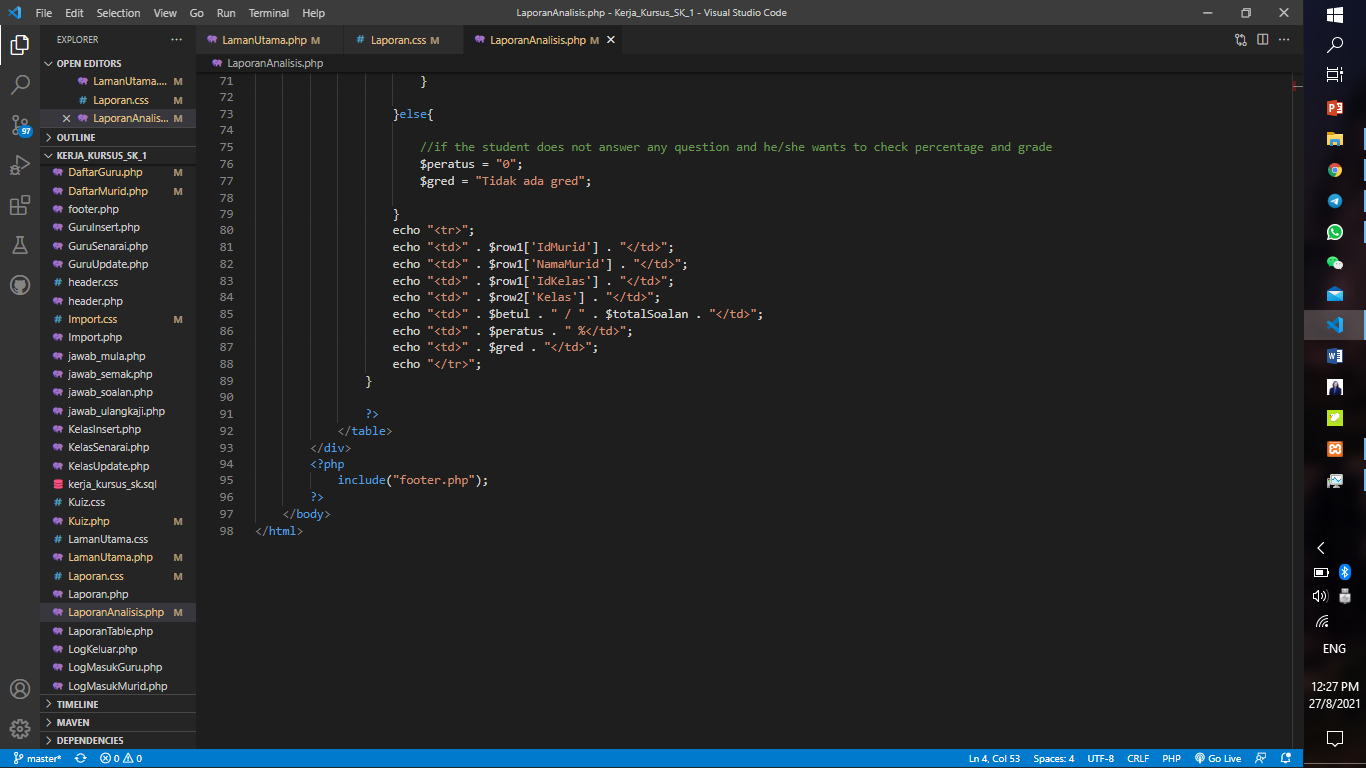 File Edit Selection View Go Run Terminal Help
LaporanAnalisis.php - Kerja_Kursus_SK_1 - Visual Studio Code
EXPLORER
OPEN EDITORS
LamanUtama.... M
Laporan.css M
LaporanAnalis... M
OUTLINE
KERJA_KURSUS_SK_1
DaftarGuru.php M
DaftarMurid.php M
footer.php
GuruInsert.php
GuruSenarai.php
GuruUpdate.php
header.css
header.php
Import.css M
Import.php
jawab_mula.php
jawab_semak.php
jawab_soalan.php
jawab_ulangkaji.php
KelasInsert.php
KelasSenarai.php
KelasUpdate.php
kerja_kursus_sk.sql
Kuiz.css
Kuiz.php M
LamanUtama.css
LamanUtama.php M
Laporan.css M
Laporan.php
LaporanAnalisis.php M
LaporanTable.php
LogKeluar.php
LogMasukGuru.php
LogMasukMurid.php
TIMELINE
MAVEN
DEPENDENCIES
97
LamanUtama.php M
Laporan.css M
LaporanAnalisis.php M
LaporanAnalisis.php
71 }
72
73 }else{
74
75 //if the student does not answer any question and he/she wants to check percentage and grade
76 $peratus = "0";
77 $gred = "Tidak ada gred";
78
79 }
80 echo "<tr>";
81 echo "<td>" . $row1['IdMurid'] . "</td>";
82 echo "<td>" . $row1['NamaMurid'] . "</td>";
83 echo "<td>" . $row1['IdKelas'] . "</td>";
84 echo "<td>" . $row2['Kelas'] . "</td>";
85 echo "<td>" . $betul . " / " . $totalSoalan . "</td>";
86 echo "<td>" . $peratus . " %</td>";
87 echo "<td>" . $gred . "</td>";
88 echo "</tr>";
89 }
90
91 ?>
92 </table>
93 </div>
94 <?php
95 include("footer.php");
96 ?>
97 </body>
98 </html>
master* 0 0
Ln 4, Col 53 Spaces: 4 UTF-8 CRLF PHP Go Live
ENG
12:27 PM
27/8/2021